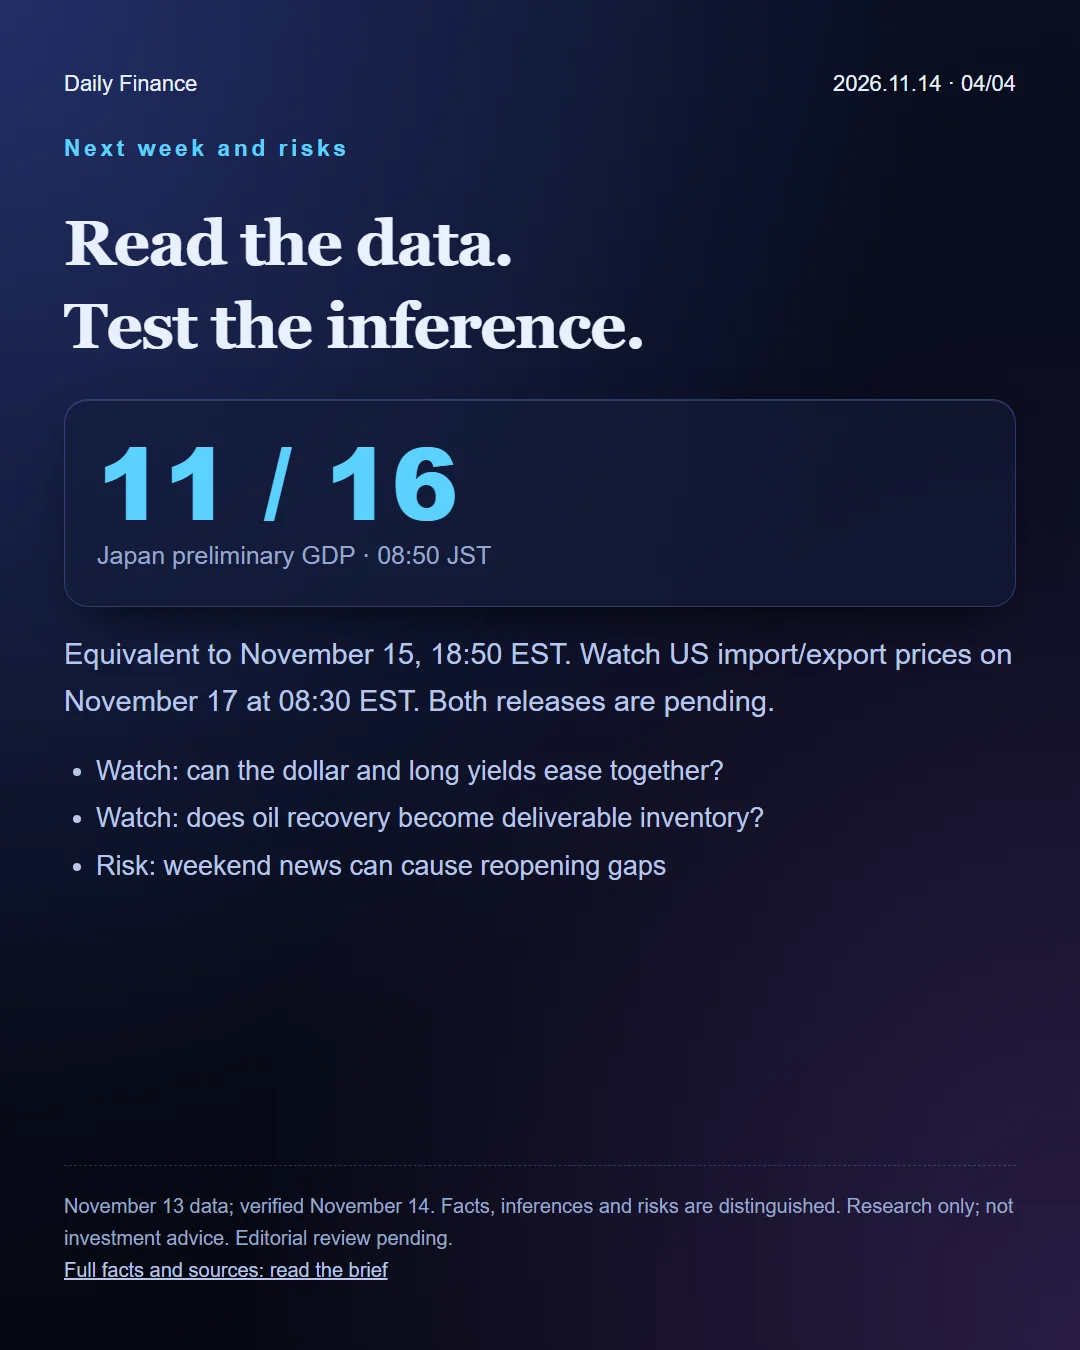 Daily Finance
2026.11.14 · 04/04
Next week and risks
Read the data.
Test the inference.
11 / 16
Japan preliminary GDP · 08:50 JST
Equivalent to November 15, 18:50 EST. Watch US import/export prices on
November 17 at 08:30 EST. Both releases are pending.
• Watch: can the dollar and long yields ease together?
• Watch: does oil recovery become deliverable inventory?
• Risk: weekend news can cause reopening gaps
November 13 data; verified November 14. Facts, inferences and risks are distinguished. Research only; not
investment advice. Editorial review pending.
Full facts and sources: read the brief